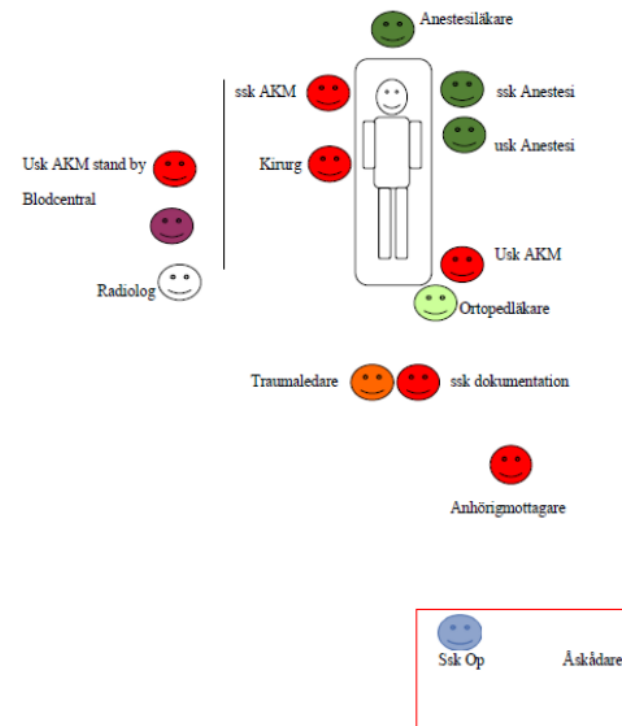 Anestesiläkare
ssk AKM
ssk Anestesi
usk Anestesi
Usk AKM stand by
Kirurg
Blodcentral
Usk AKM
Radiolog
Ortopedläkare
Traumaledare
ssk dokumentation
Anhörigmottagare
Ssk Op
Åskådare